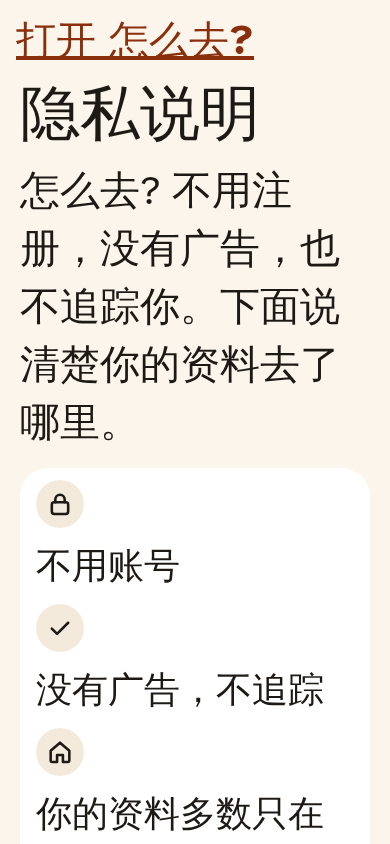 打开 怎么去?
隐私说明
怎么去? 不用注
册，没有广告，也
不追踪你。下面说
清楚你的资料去了
哪里。
不用账号
没有广告，不追踪
你的资料多数只在